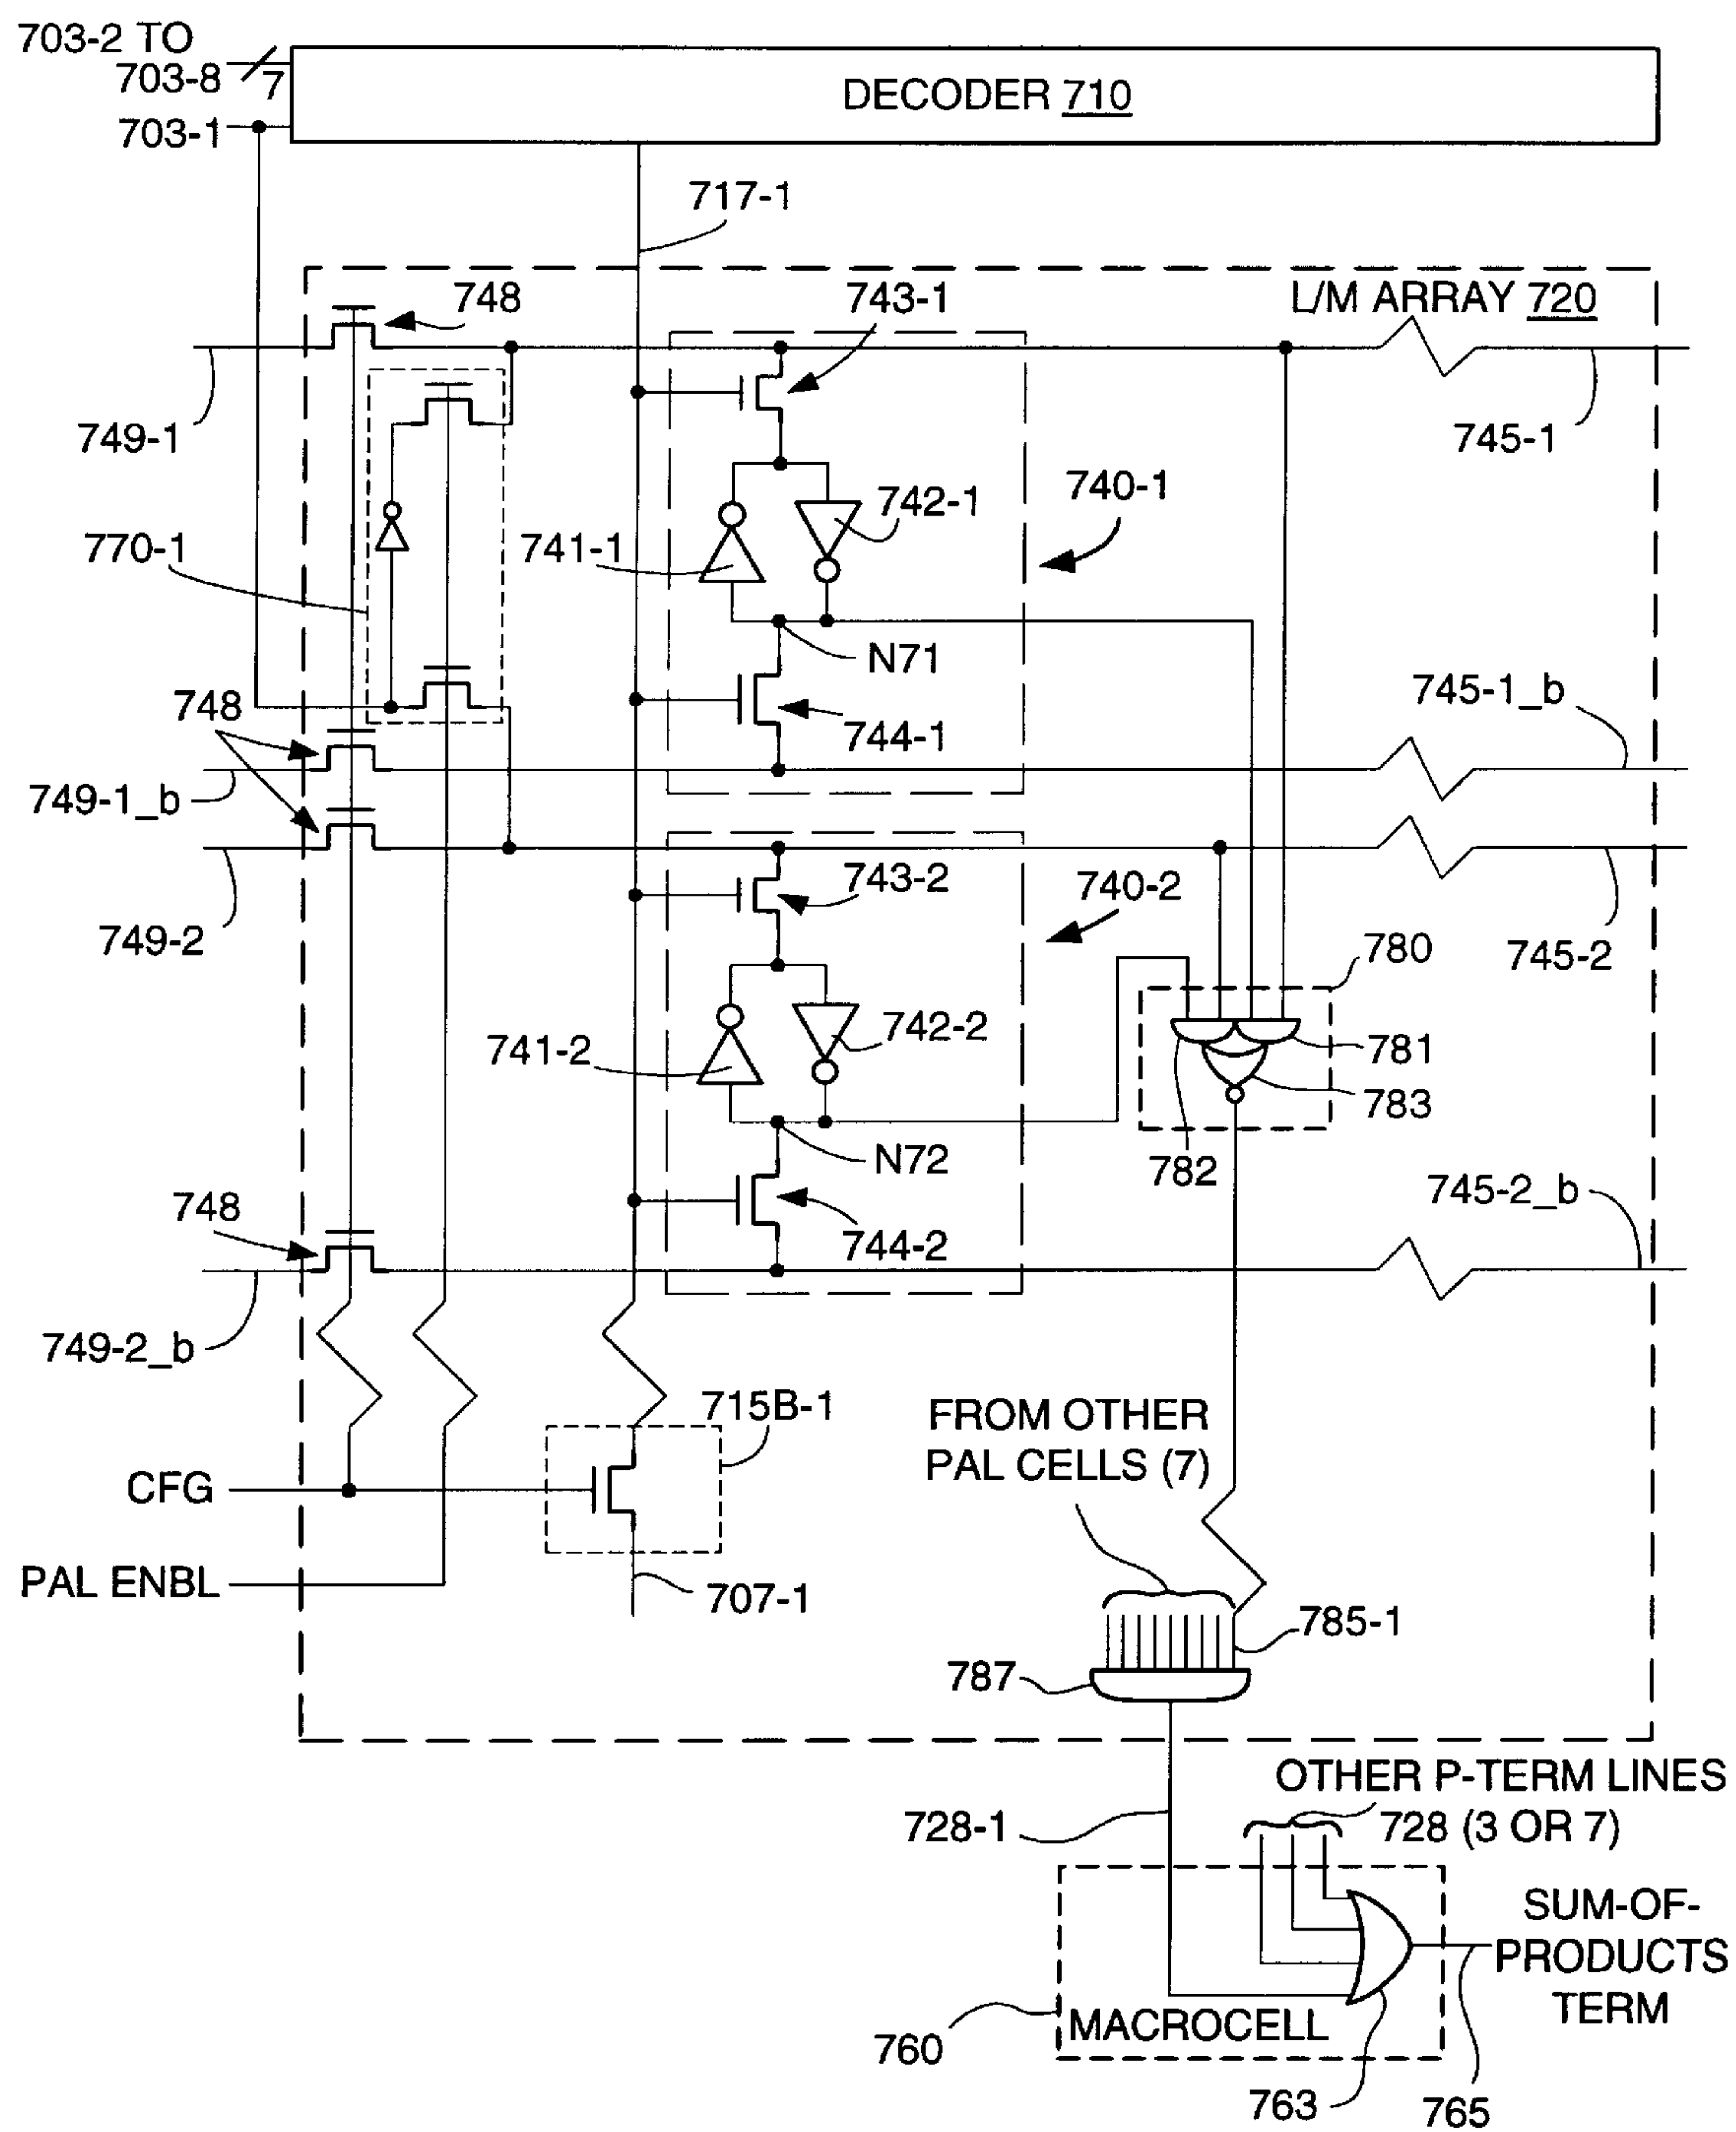 703-2 TO
703-8
7
703-1
DECODER 710
717-1
L/M ARRAY 720
748
743-1
749-1
745-1
740-1
742-1
741-1
770-1
N71
745-1_b
748
744-1
749-1_b
743-2
740-2
749-2
745-2
780
742-2
741-2
781
783
N72
782
745-2_b
748
744-2
749-2_b
715B-1
FROM OTHER
PAL CELLS (7)
CFG
PAL ENBL
707-1
785-1
787
OTHER P-TERM LINES
728 (3 OR 7)
728-1
SUM-OF-
PRODUCTS
TERM
MACROCELL
760
763
765